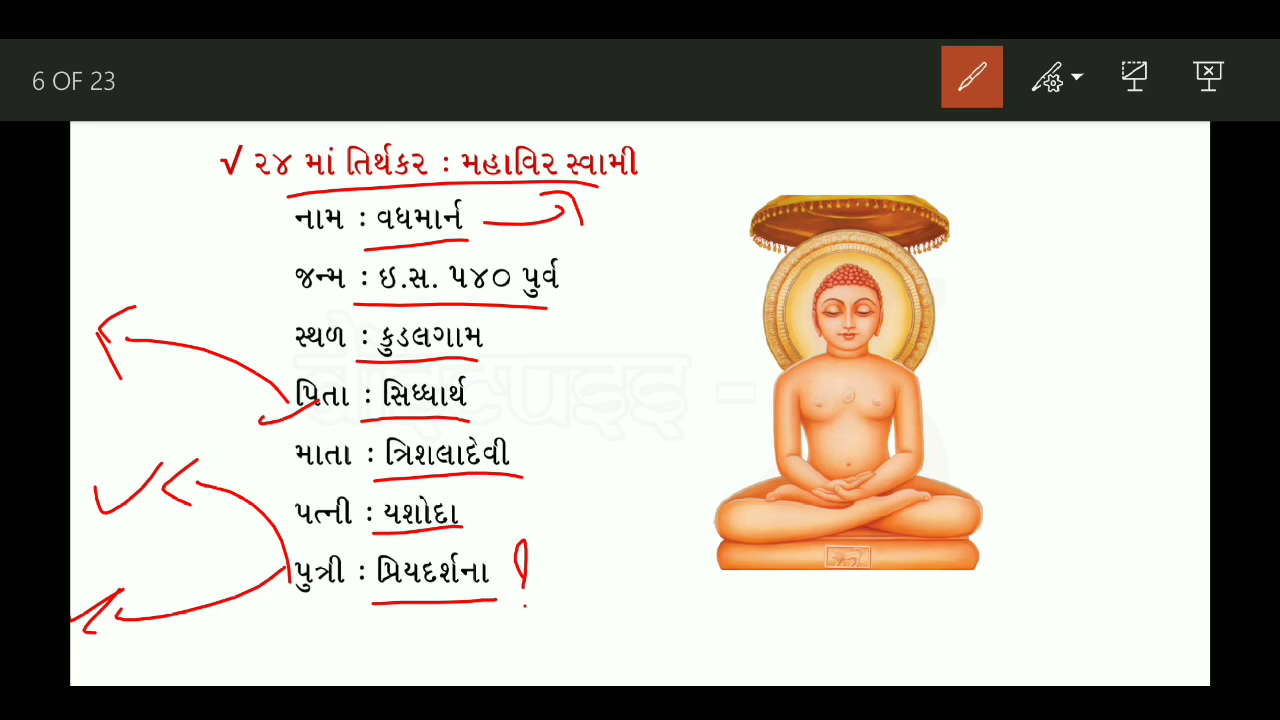 6 OF 23
√ ૨૪ માં તિર્થકર : મહાવિર સ્વામી
નામ : વધમાર્ન
જન્મ : ઇ.સ. ૫૪૦ પુર્વ
સ્થળ : કુડલગામ
પિતા : સિધ્ધાર્થ
માતા : ત્રિશલાદેવી
પત્ની : યશોદા
પુત્રી : પ્રિયદર્શના